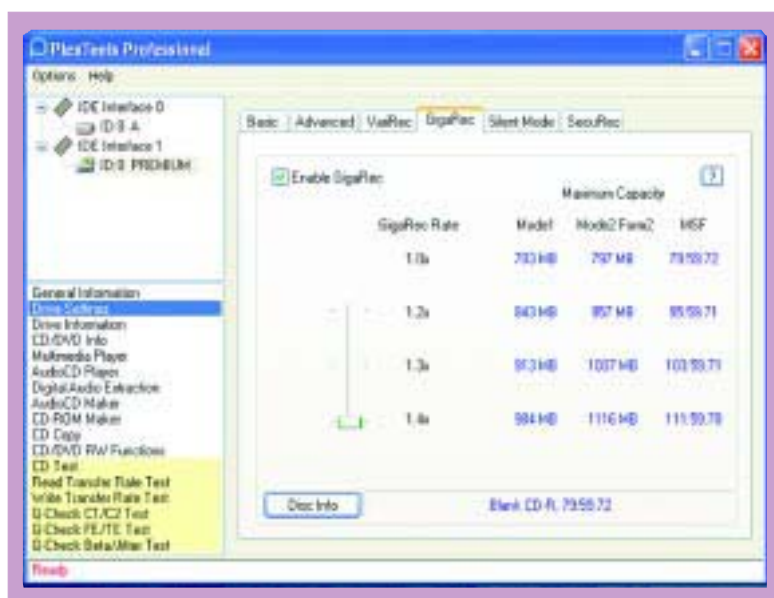 PlexTools Professional
Options Help
IDE Interface 0
ID:0 A
IDE Interface 1
ID:0 PREMIUM
Basic Advanced VariRec GigaRec Silent Mode SecuRec
Enable GigaRec
?
Maximum Capacity
GigaRec Rate Mode1 Mode2 Form2 MSF
1.0x 703 MB 797 MB 79:59.72
1.2x 957 MB 95:59.71
1.3x 913 MB 103:59.71
1.4x 984 MB 1116 MB 111:59.70
Disc Info
Blank CD-R, 79:59.72
General Information
Drive Settings
Drive Information
CD/DVD Info
Multimedia Player
AudioCD Player
Digital Audio Extraction
AudioCD Maker
CD-ROM Maker
CD Copy
CD/DVD RW Functions
CD Test
Read Transfer Rate Test
Write Transfer Rate Test
Q-Check C1/C2 Test
Q-Check FE/TE Test
Q-Check Beta/Jitter Test
Ready